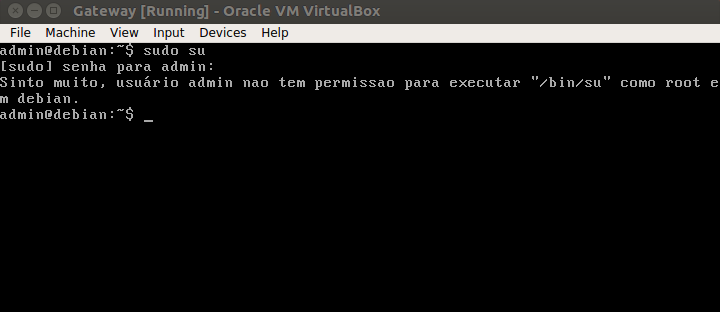 Gateway [Running] - Oracle VM VirtualBox
File Machine View Input Devices Help
admin@debian:~$ sudo su
[sudo] senha para admin:
Sinto muito, usuário admin nao tem permissao para executar "/bin/su" como root e
m debian.
admin@debian:~$ _